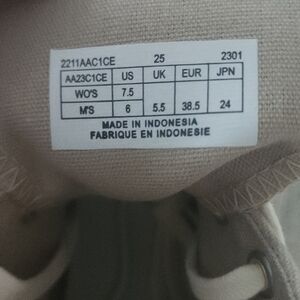 2211AAC1CE 25 2301
AA23C1CE US UK EUR JPN
WO'S 7.5
M'S 6 5.5 38.5 24
MADE IN INDONESIA
FABRIQUE EN INDONESIE